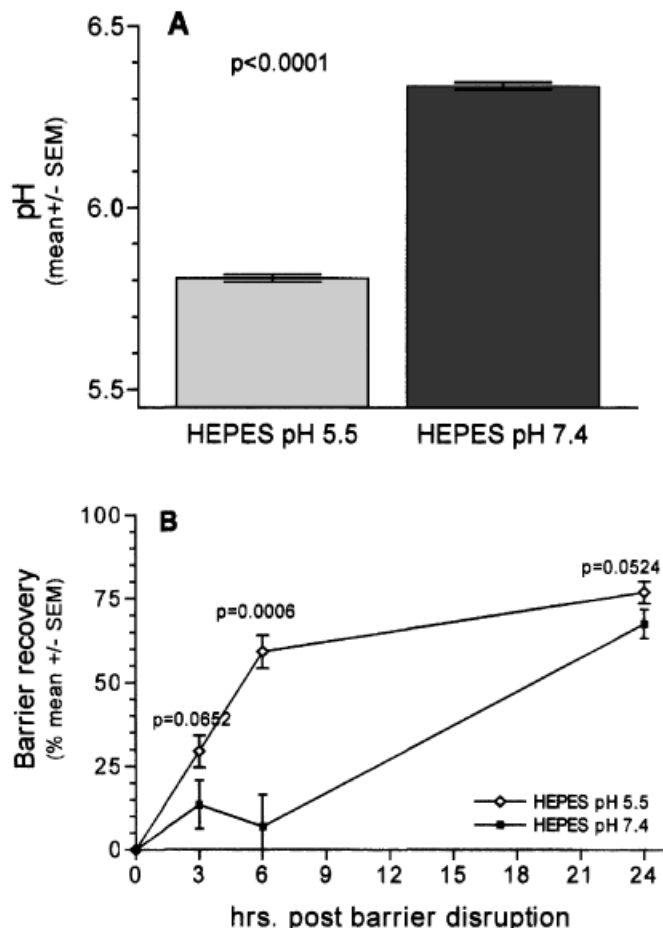 A
p<0.0001
6.5
6.0
5.5
pH
(mean+/- SEM)
HEPES pH 5.5
HEPES pH 7.4
B
100
75
50
25
0
Barrier recovery
(% mean +/- SEM)
p=0.0652
p=0.0006
p=0.0524
HEPES pH 5.5
HEPES pH 7.4
0 3 6 9 12 15 18 21 24
hrs. post barrier disruption